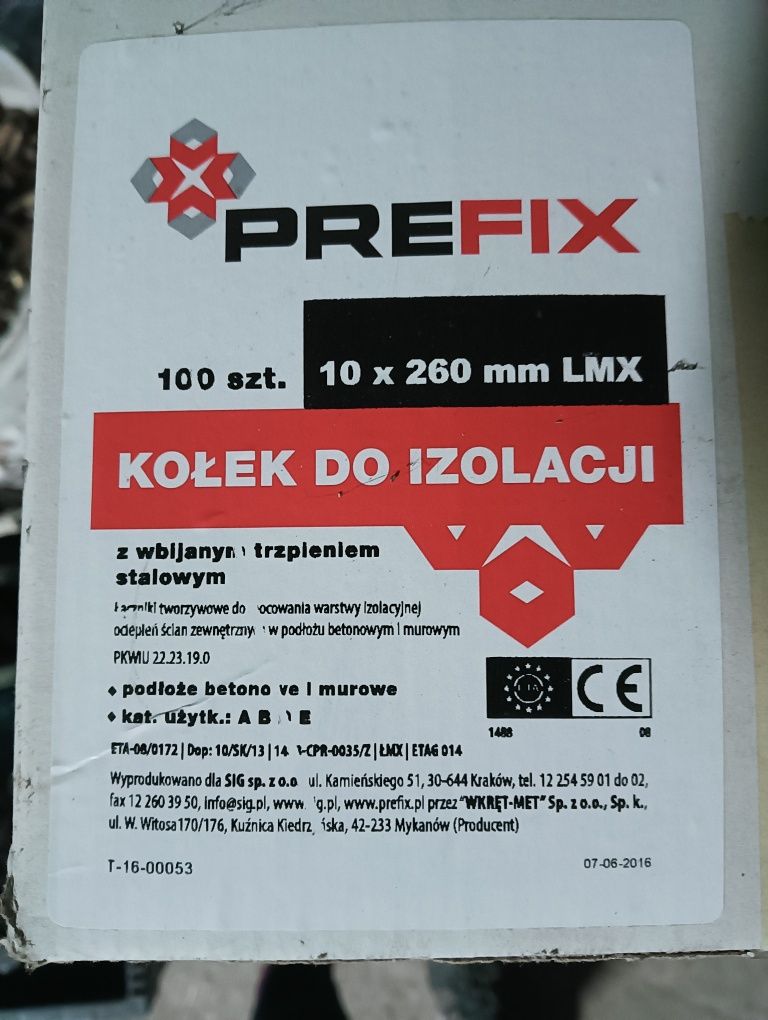 PREFIX
100 szt. 10 x 260 mm LMX
KOŁEK DO IZOLACJI
z wbijanym trzpieniem
stalowym
Łączniki tworzywowe do warstwy izolacyjnej
ociepleń ścian zewnętrznych w podłożu betonowym i murowym
PKWIU 22.23.19.0
podłoże betonowe i murowe
kat. użytk.: A B E
ETA-08/0172 | Dop: 10/SK/13 | ŁMX | ETAG 014
ETA CE
1488 08
Wyprodukowano dla SIG sp. z o.o. ul. Kamieńskiego 51, 30-644 Kraków, tel. 12 254 59 01 do 02,
fax 12 260 39 50, info@sig.pl, www.prefix.pl przez "WKRĘT-MET" Sp. z o.o., Sp. k.,
ul. W. Witosa 170/176, Kuźnica 42-233 Mykanów (Producent)
T-16-00053 07-06-2016